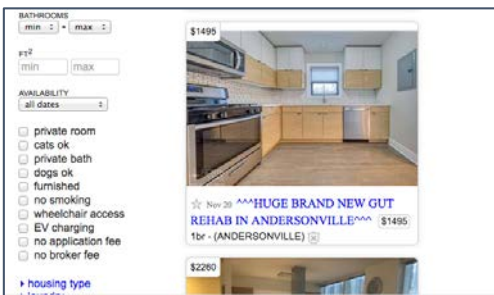 BATHROOMS
min - max
FT²
min max
AVAILABILITY
all dates
private room
cats ok
private bath
dogs ok
furnished
no smoking
wheelchair access
EV charging
no application fee
no broker fee
housing type
$1495
Nov 20 ^^^HUGE BRAND NEW GUT
REHAB IN ANDERSONVILLE^^^ $1495
1br - (ANDERSONVILLE)
$2260